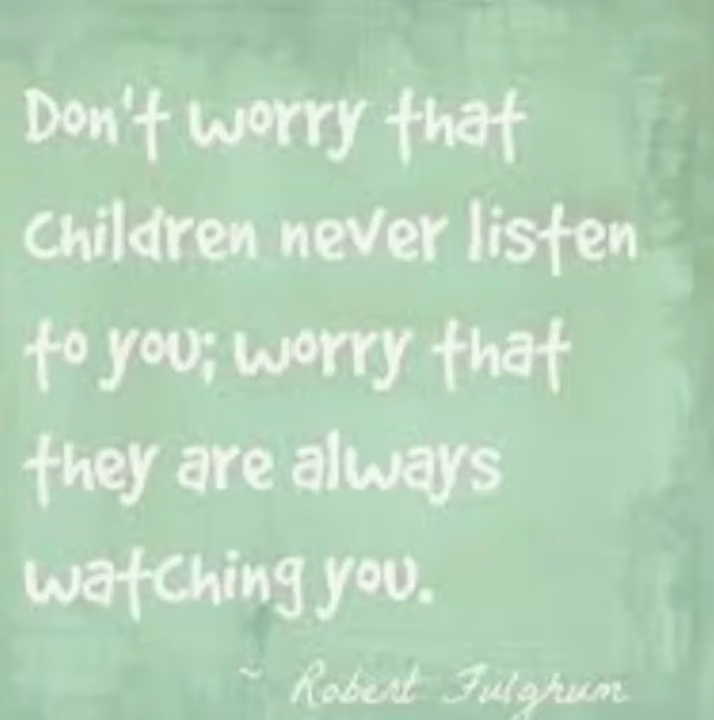 Don't worry that
children never listen
to you; worry that
they are always
watching you.
~ Robert Fulghum